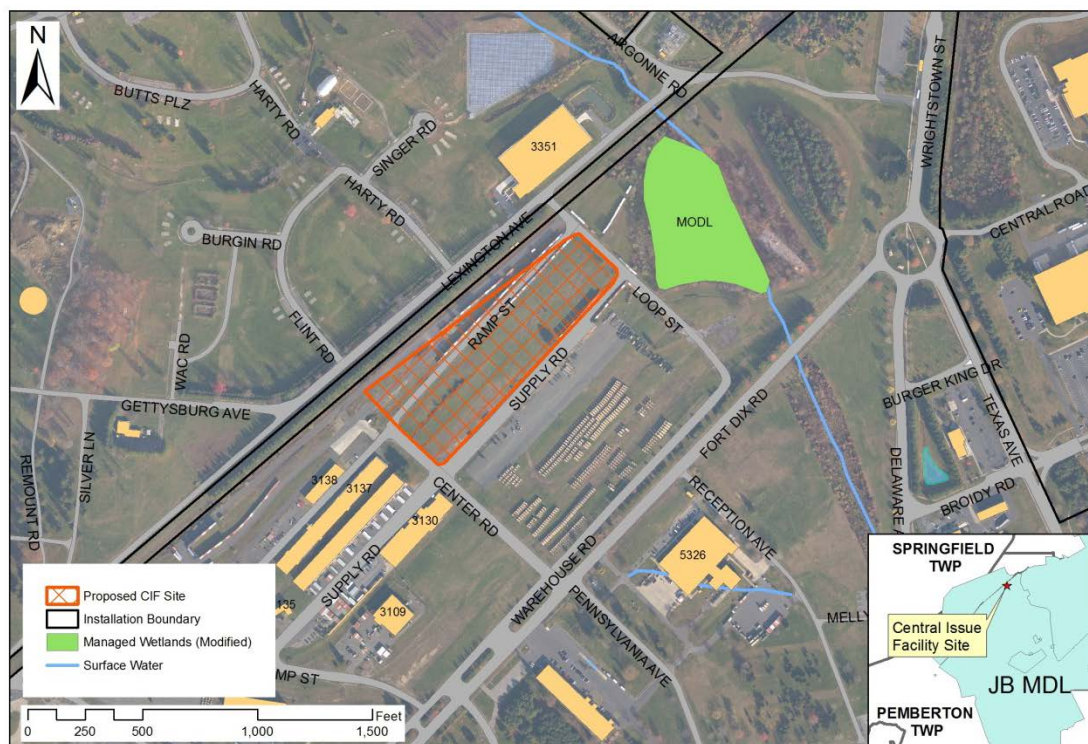 N
ARGONNE RD
WRIGHTSTOWN ST
BUTTS PLZ
HARTY RD
SINGER RD
3351
HARTY RD
CENTRAL ROAD
MODL
BURGIN RD
LEXINGTON AVE
RAMP ST
LOOP ST
WAC RD
FLINT RD
SUPPLY RD
GETTYSBURG AVE
BURGER KING DR
TEXAS AVE
FORT DIX RD
SILVER LN
REMOUNT RD
DELAWARE A
BROIDY RD
3138
3137
CENTER RD
RECEPTION AVE
3130
5326
SUPPLY RD
WAREHOUSE RD
PENNSYLVANIA AVE
135
3109
MELLY
MP ST
Proposed CIF Site
Installation Boundary
Managed Wetlands (Modified)
Surface Water
Feet
0 250 500 1,000 1,500
SPRINGFIELD
TWP
Central Issue
Facility Site
JB MDL
PEMBERTON
TWP